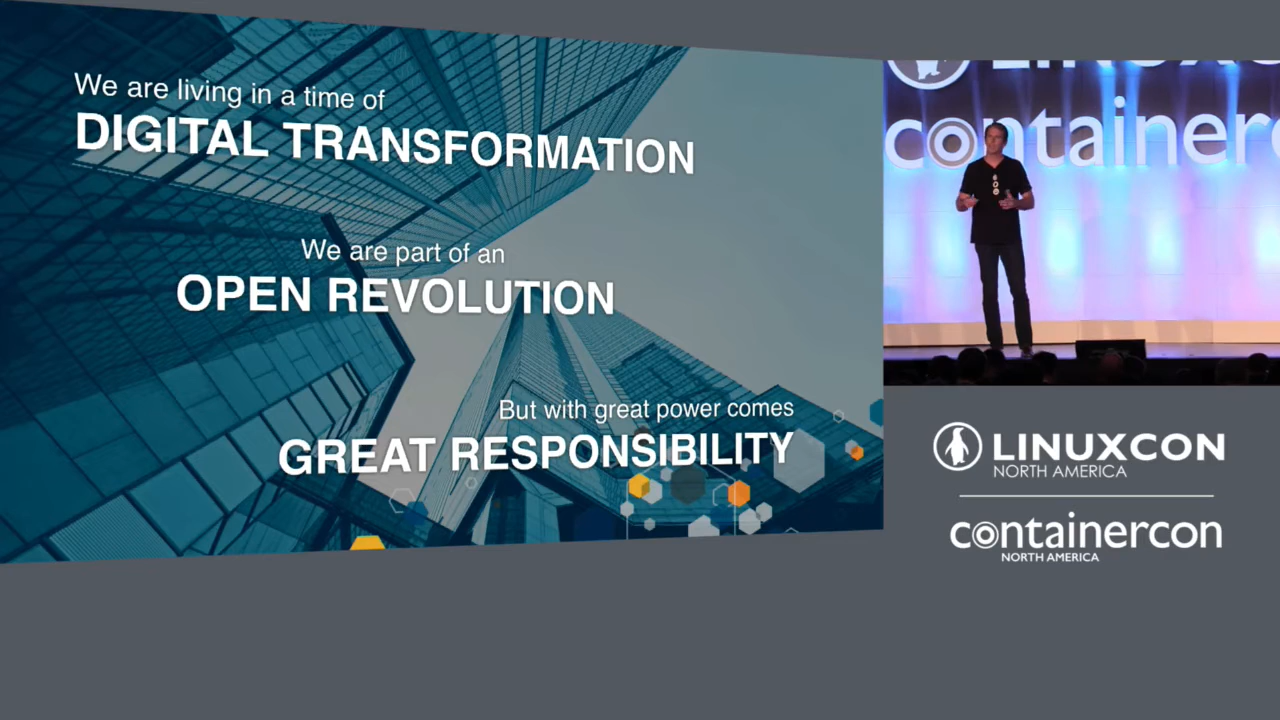 We are living in a time of
DIGITAL TRANSFORMATION
We are part of an
OPEN REVOLUTION
But with great power comes
GREAT RESPONSIBILITY
LINUXCON
NORTH AMERICA
containercon
NORTH AMERICA